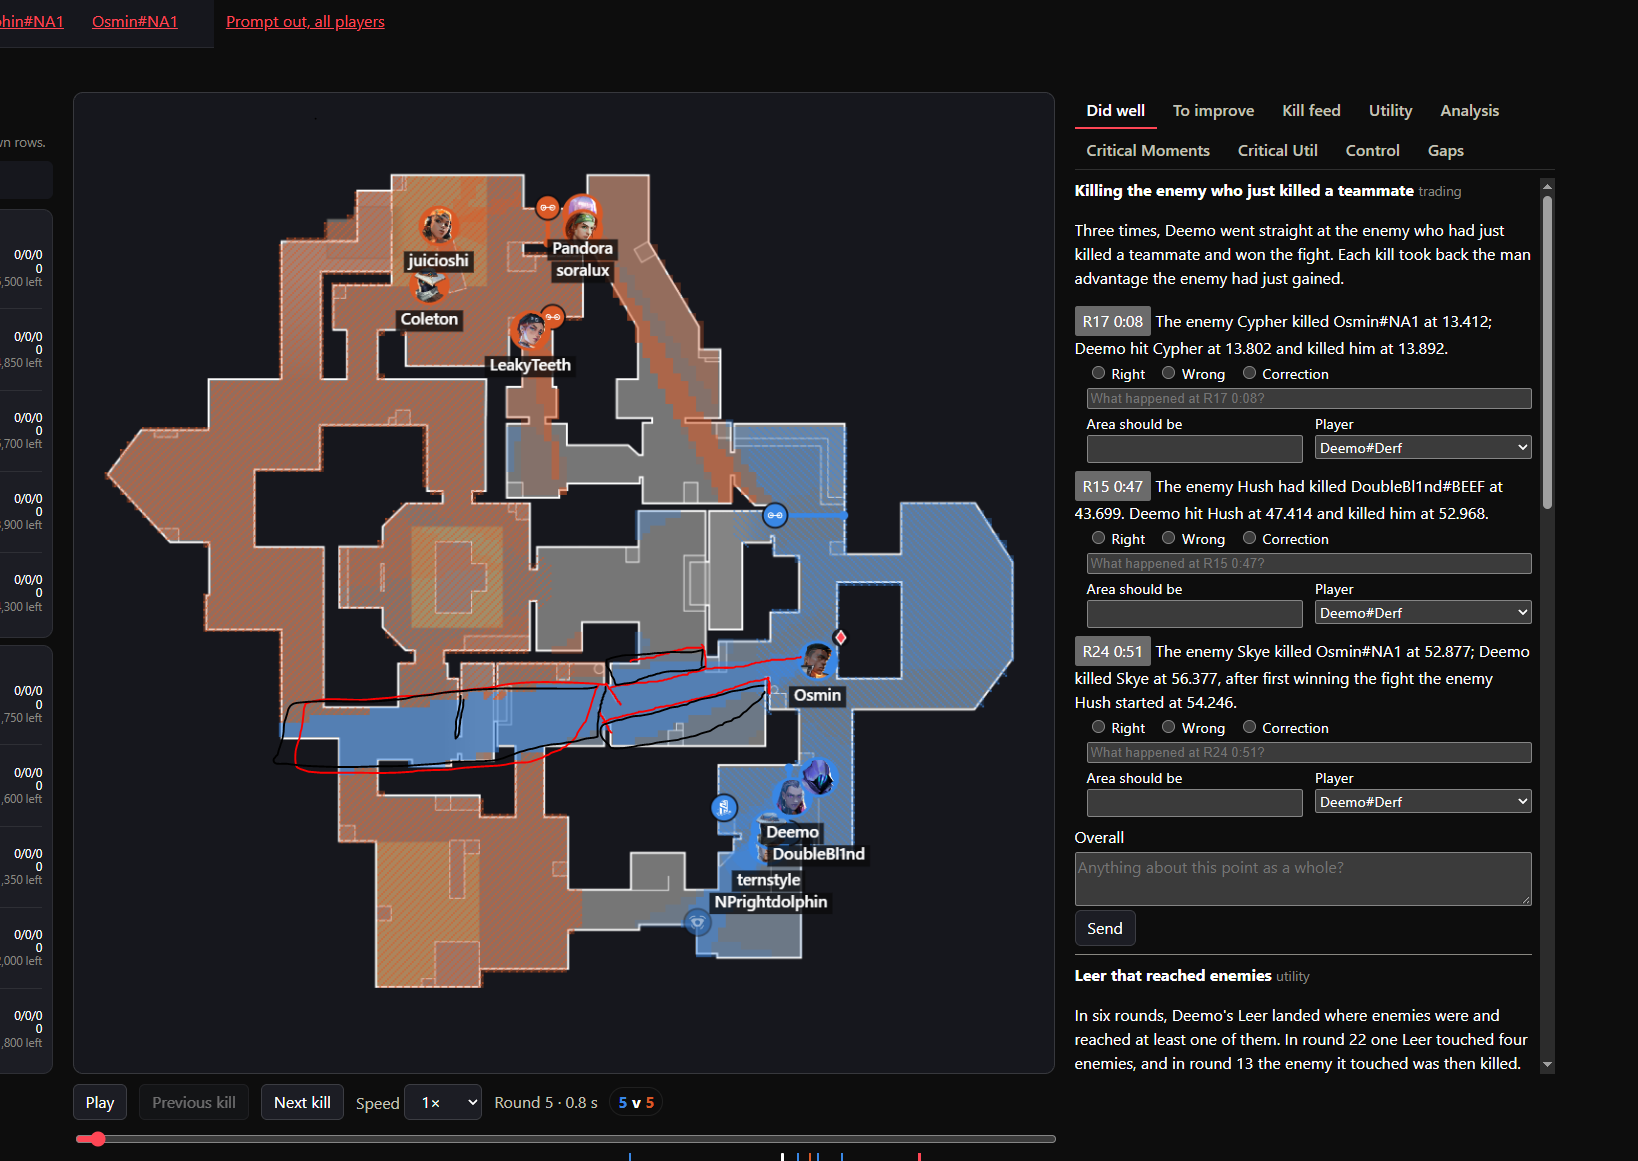 phin#NA1 Osmin#NA1 Prompt out, all players
wn rows.
0/0/0
0
5,500 left
0/0/0
0
,850 left
0/0/0
0
,700 left
0/0/0
0
,900 left
0/0/0
0
4,300 left
0/0/0
0
,750 left
0/0/0
0
,600 left
0/0/0
0
,350 left
0/0/0
0
,000 left
0/0/0
0
,800 left
juicioshi
Pandora
soralux
Coleton
LeakyTeeth
Osmin
Deemo
DoubleBl1nd
ternstyle
NPrightdolphin
Play Previous kill Next kill Speed 1× Round 5 · 0.8 s 5 v 5
Did well To improve Kill feed Utility Analysis
Critical Moments Critical Util Control Gaps
Killing the enemy who just killed a teammate trading
Three times, Deemo went straight at the enemy who had just
killed a teammate and won the fight. Each kill took back the man
advantage the enemy had just gained.
R17 0:08 The enemy Cypher killed Osmin#NA1 at 13.412;
Deemo hit Cypher at 13.802 and killed him at 13.892.
Right Wrong Correction
What happened at R17 0:08?
Area should be Player
Deemo#Derf
R15 0:47 The enemy Hush had killed DoubleBl1nd#BEEF at
43.699. Deemo hit Hush at 47.414 and killed him at 52.968.
Right Wrong Correction
What happened at R15 0:47?
Area should be Player
Deemo#Derf
R24 0:51 The enemy Skye killed Osmin#NA1 at 52.877; Deemo
killed Skye at 56.377, after first winning the fight the enemy
Hush started at 54.246.
Right Wrong Correction
What happened at R24 0:51?
Area should be Player
Deemo#Derf
Overall
Anything about this point as a whole?
Send
Leer that reached enemies utility
In six rounds, Deemo's Leer landed where enemies were and
reached at least one of them. In round 22 one Leer touched four
enemies, and in round 13 the enemy it touched was then killed.